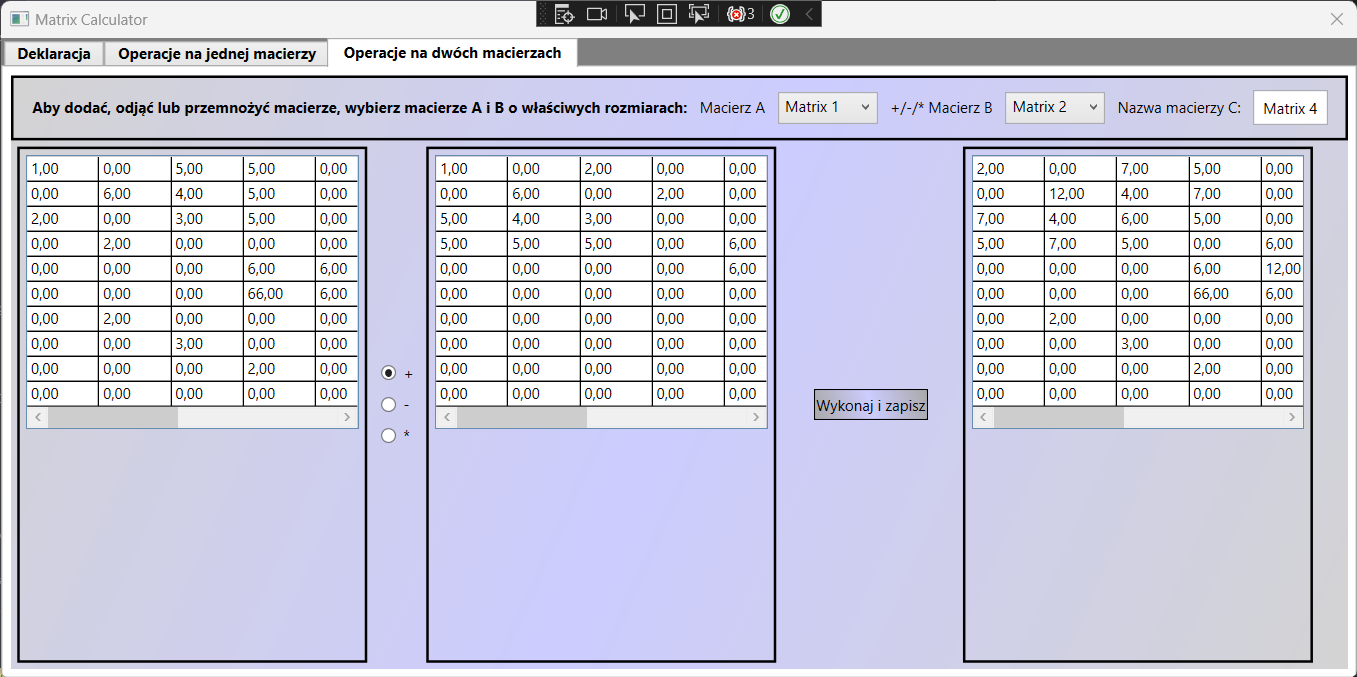 Matrix Calculator
3
Deklaracja Operacje na jednej macierzy Operacje na dwóch macierzach
Aby dodać, odjąć lub przemnożyć macierze, wybierz macierze A i B o właściwych rozmiarach: Macierz A Matrix 1 +/-/* Macierz B Matrix 2 Nazwa macierzy C: Matrix 4
1,00 0,00 5,00 5,00 0,00
0,00 6,00 4,00 5,00 0,00
2,00 0,00 3,00 5,00 0,00
0,00 2,00 0,00 0,00 0,00
0,00 0,00 0,00 6,00 6,00
0,00 0,00 0,00 66,00 6,00
0,00 2,00 0,00 0,00 0,00
0,00 0,00 3,00 0,00 0,00
0,00 0,00 0,00 2,00 0,00
0,00 0,00 0,00 0,00 0,00
+
-
*
1,00 0,00 2,00 0,00 0,00
0,00 6,00 0,00 2,00 0,00
5,00 4,00 3,00 0,00 0,00
5,00 5,00 5,00 0,00 6,00
0,00 0,00 0,00 0,00 6,00
0,00 0,00 0,00 0,00 0,00
0,00 0,00 0,00 0,00 0,00
0,00 0,00 0,00 0,00 0,00
0,00 0,00 0,00 0,00 0,00
0,00 0,00 0,00 0,00 0,00
Wykonaj i zapisz
2,00 0,00 7,00 5,00 0,00
0,00 12,00 4,00 7,00 0,00
7,00 4,00 6,00 5,00 0,00
5,00 7,00 5,00 0,00 6,00
0,00 0,00 0,00 6,00 12,00
0,00 0,00 0,00 66,00 6,00
0,00 2,00 0,00 0,00 0,00
0,00 0,00 3,00 0,00 0,00
0,00 0,00 0,00 2,00 0,00
0,00 0,00 0,00 0,00 0,00